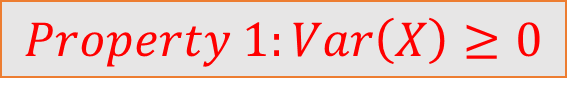 Property 1: Var(X) ≥ 0